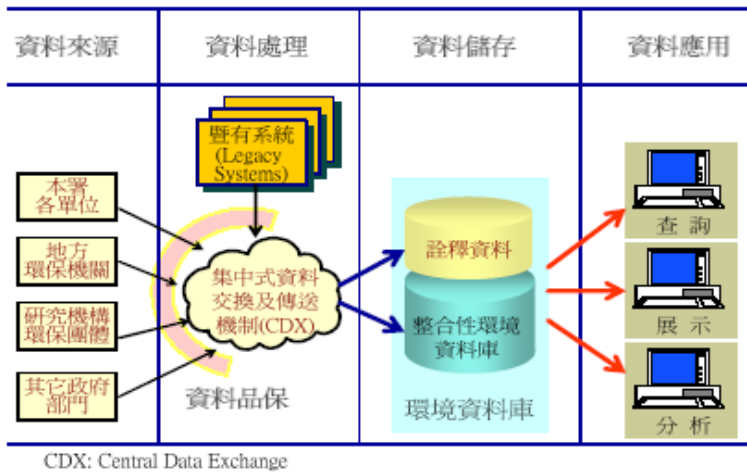 資料來源
資料處理
資料儲存
資料應用
暨有系統
(Legacy
Systems)
本署
各單位
地方
環保機關
研究機構
環保團體
其它政府
部門
集中式資料
交換及傳送
機制(CDX)
資料品保
詮釋資料
整合性環境
資料庫
環境資料庫
查 詢
展 示
分 析
CDX: Central Data Exchange